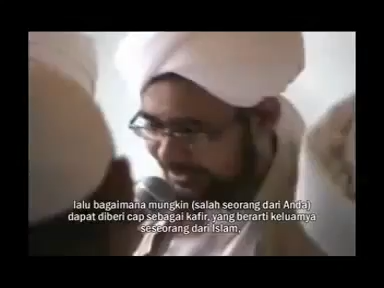 lalu bagaimana mungkin (salah seorang dari Anda)
dapat diberi cap sebagai kafir, yang berarti keluarnya
seseorang dari Islam,